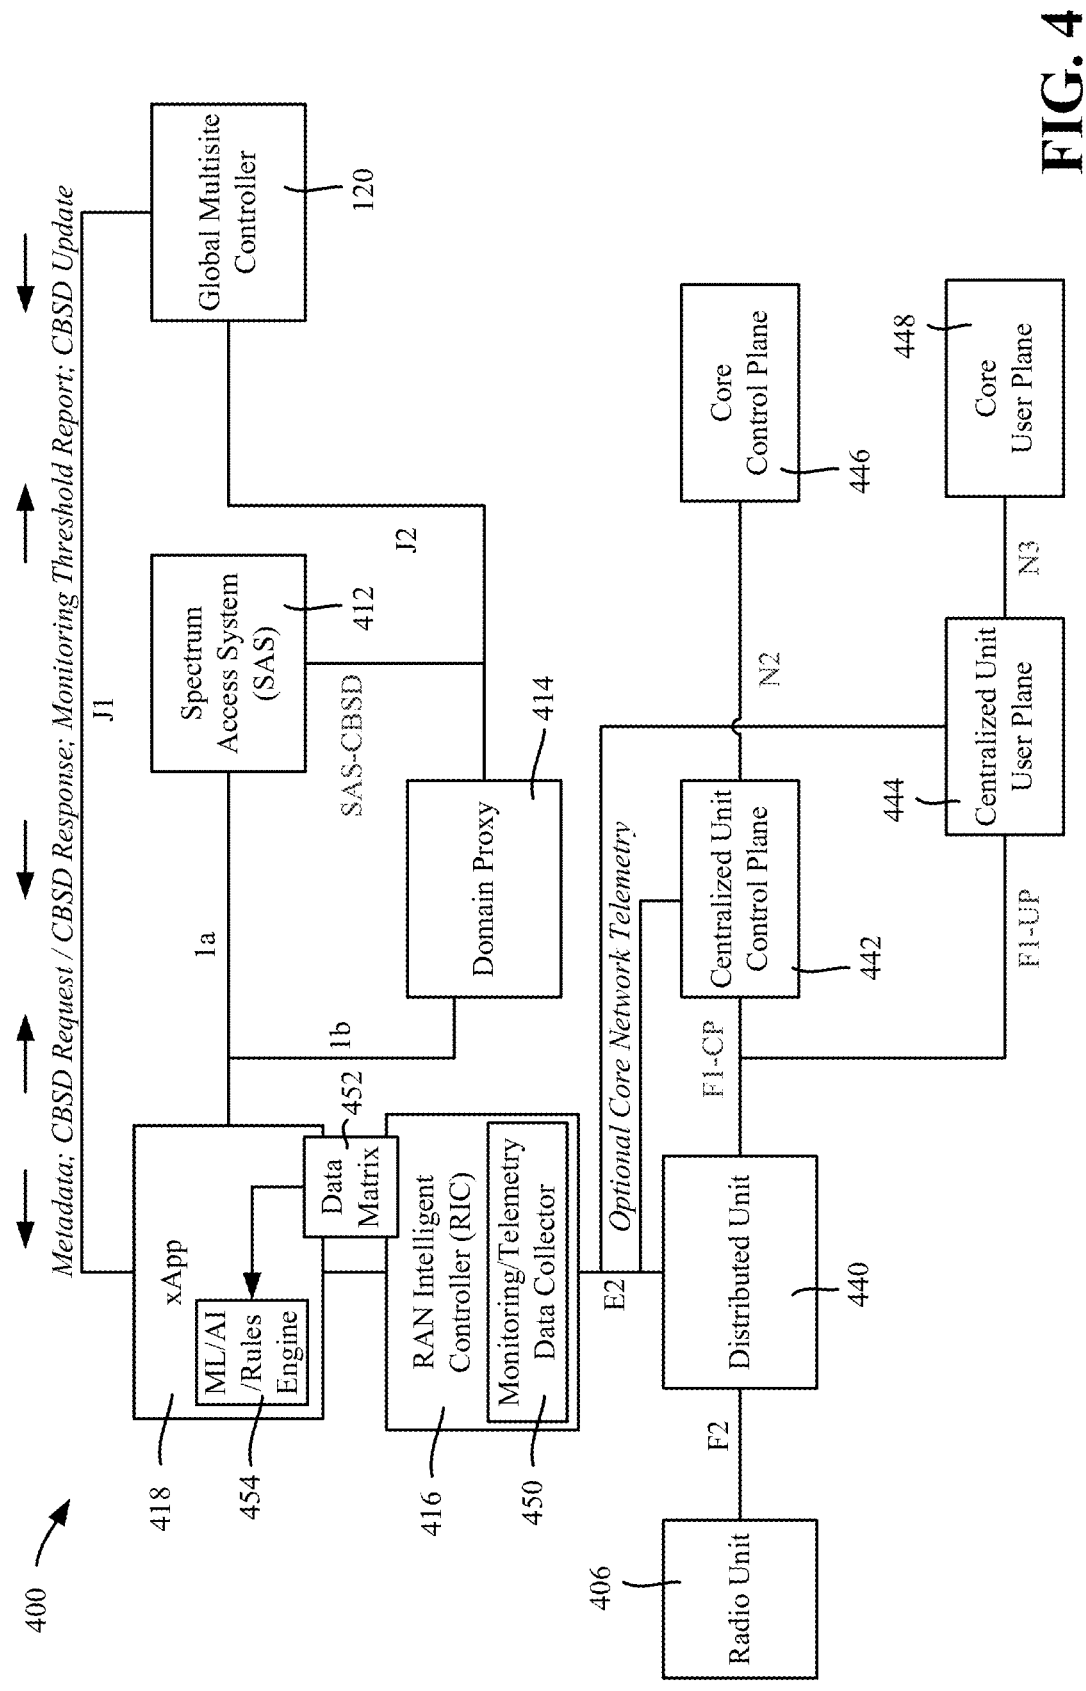 400
Metadata; CBSD Request / CBSD Response; Monitoring Threshold Report; CBSD Update
J1
418
xApp
454
ML/AI
/Rules
Engine
Data
Matrix
452
1a
1b
Spectrum
Access System
(SAS)
412
SAS-CBSD
Global Multisite
Controller
120
J2
416
RAN Intelligent
Controller (RIC)
450
Monitoring/Telemetry
Data Collector
Domain Proxy
414
E2
Optional Core Network Telemetry
406
Radio Unit
F2
Distributed Unit
440
F1-CP
Centralized Unit
Control Plane
442
N2
Core
Control Plane
446
F1-UP
444
Centralized Unit
User Plane
N3
448
Core
User Plane
FIG. 4